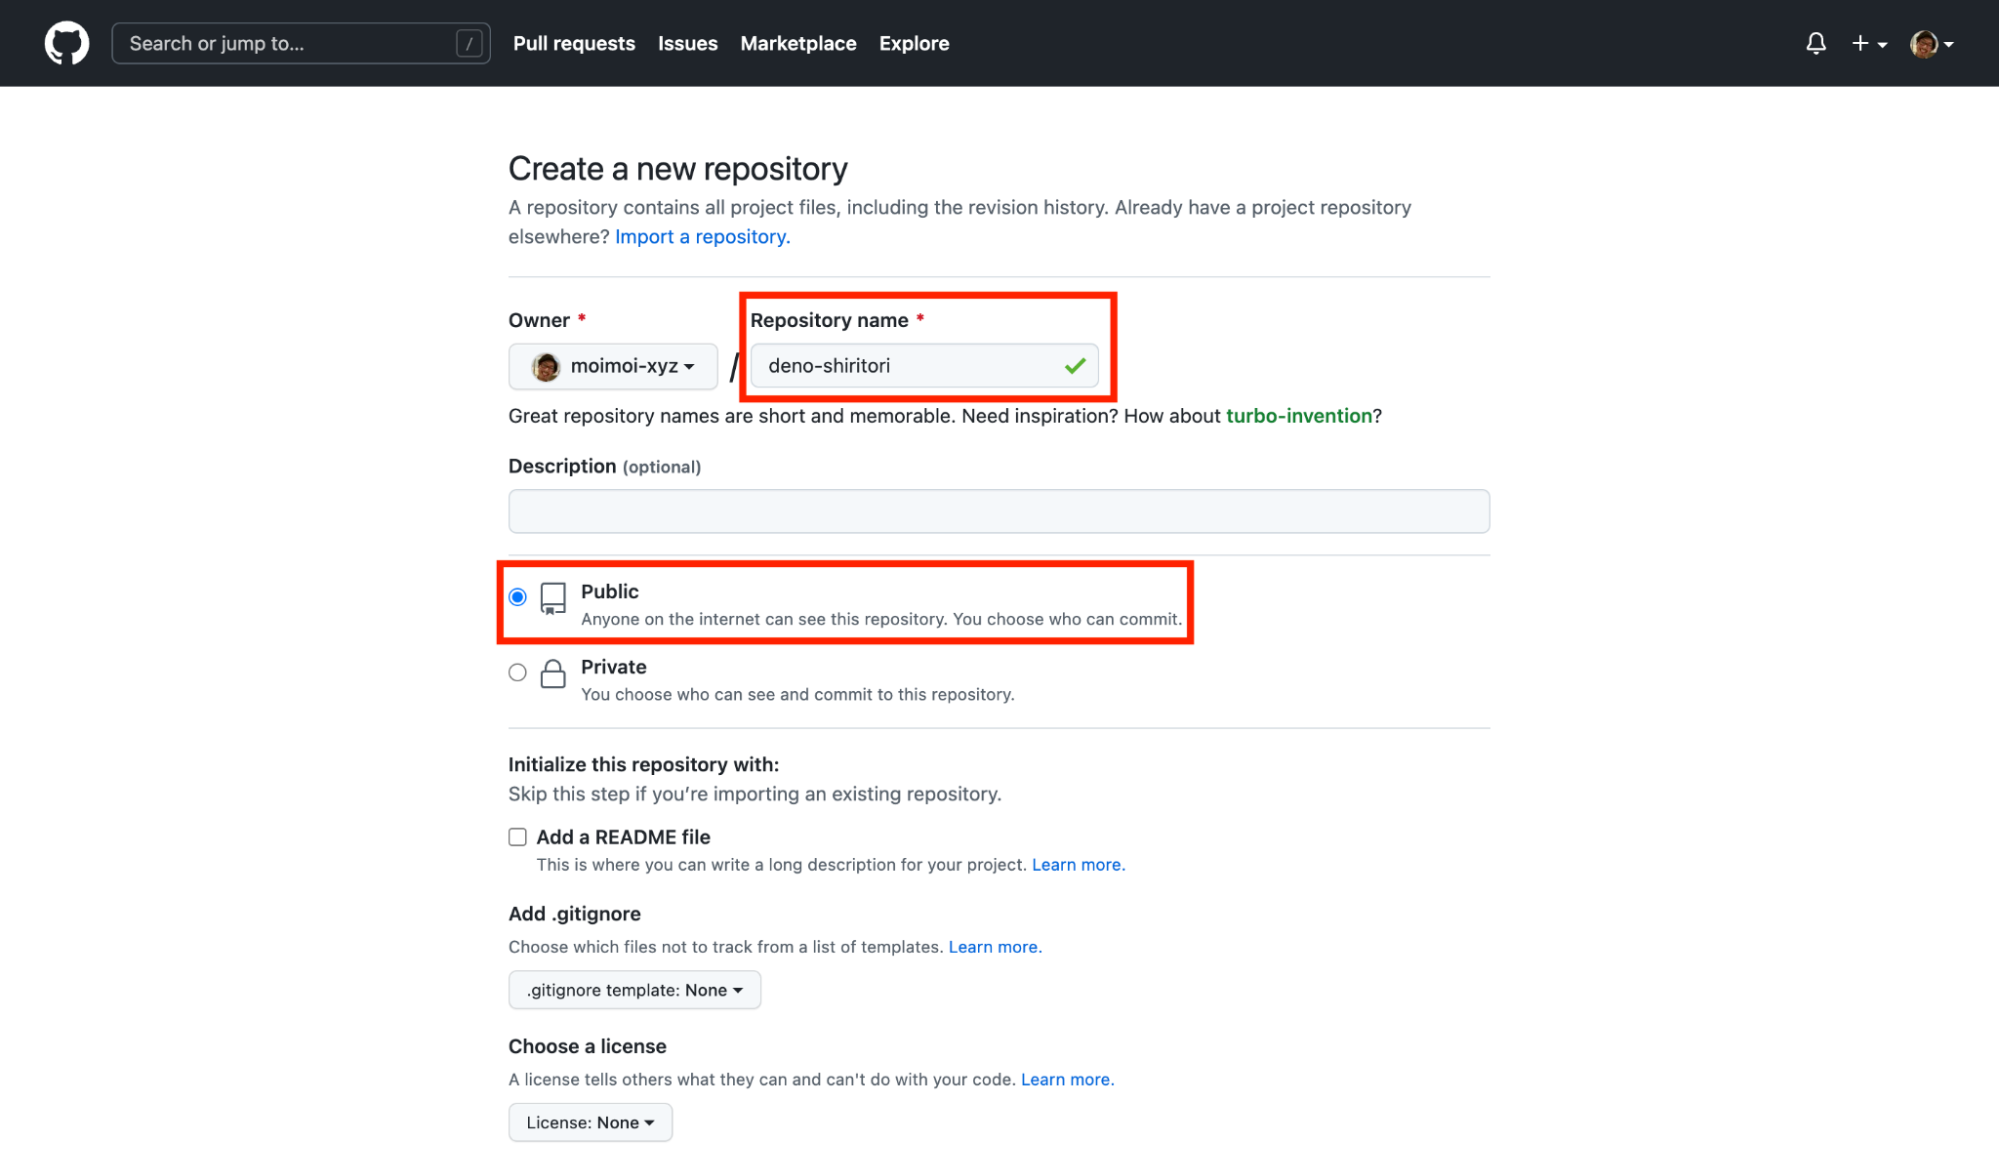 Search or jump to... /
Pull requests Issues Marketplace Explore
Create a new repository
A repository contains all project files, including the revision history. Already have a project repository
elsewhere? Import a repository.
Owner *
Repository name *
moimoi-xyz / deno-shiritori
Great repository names are short and memorable. Need inspiration? How about turbo-invention?
Description (optional)
Public
Anyone on the internet can see this repository. You choose who can commit.
Private
You choose who can see and commit to this repository.
Initialize this repository with:
Skip this step if you’re importing an existing repository.
Add a README file
This is where you can write a long description for your project. Learn more.
Add .gitignore
Choose which files not to track from a list of templates. Learn more.
.gitignore template: None
Choose a license
A license tells others what they can and can't do with your code. Learn more.
License: None